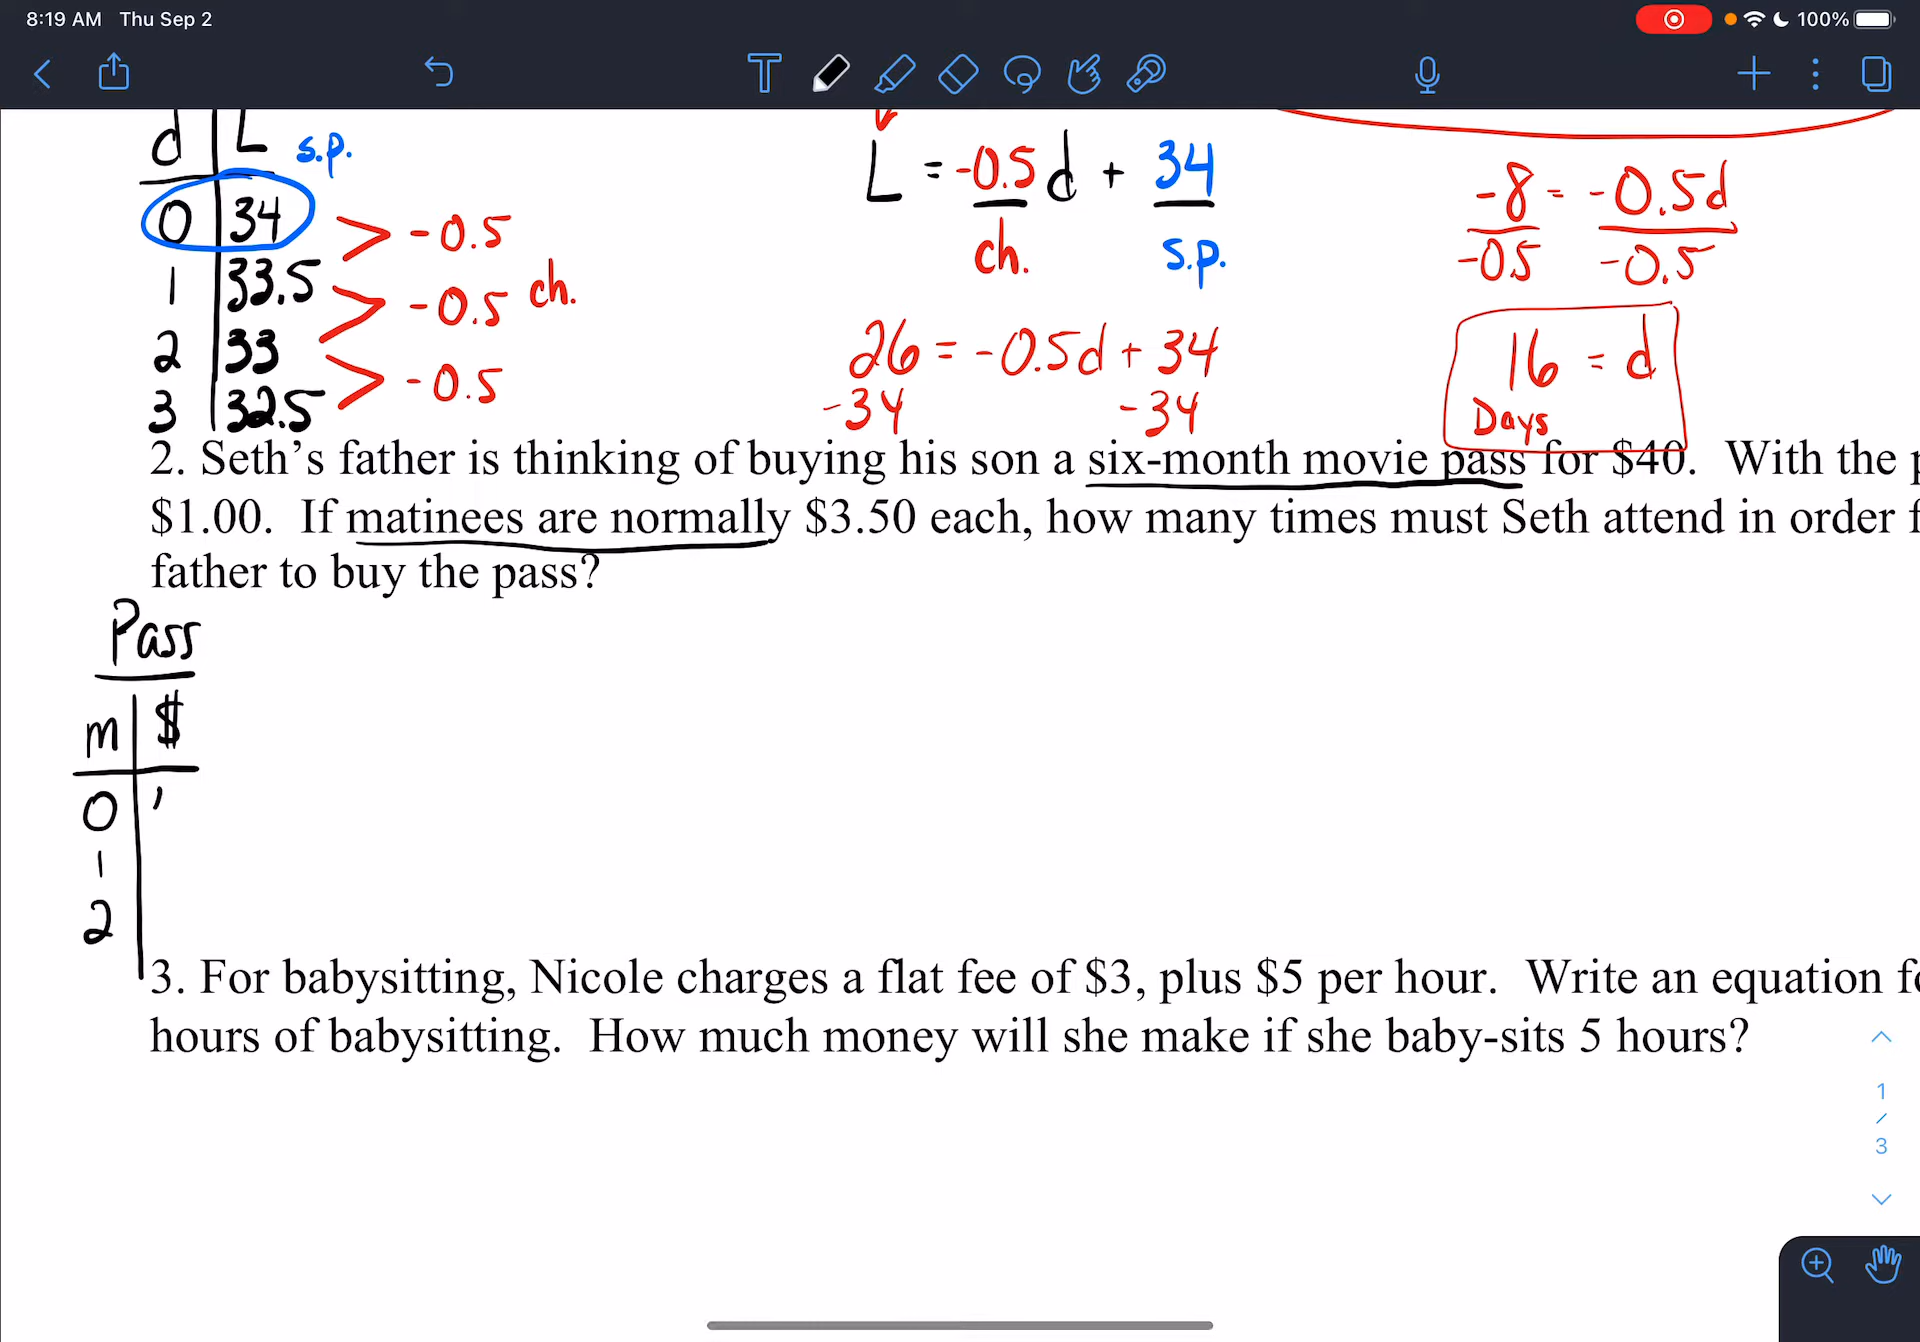 8:19 AM Thu Sep 2
100%
d L s.p.
0 34
1 33.5
2 33
3 32.5
> -0.5
> -0.5 ch.
> -0.5
L = -0.5d + 34
ch. s.p.
26 = -0.5d + 34
-34 -34
-8 = -0.5d
-05 -0.5
16 = d
Days
2. Seth’s father is thinking of buying his son a six-month movie pass for $40. With the
$1.00. If matinees are normally $3.50 each, how many times must Seth attend in order
father to buy the pass?
Pass
m $
0
1
2
3. For babysitting, Nicole charges a flat fee of $3, plus $5 per hour. Write an equation
hours of babysitting. How much money will she make if she baby-sits 5 hours?
1
/
3